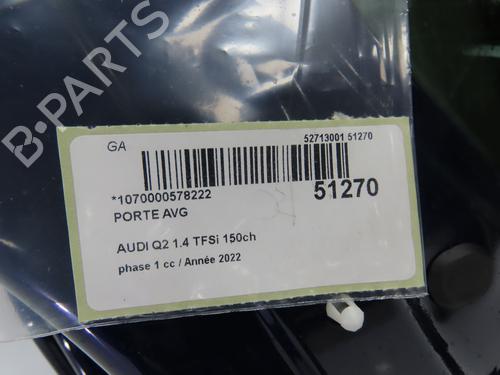 B-PARTS
GA
52713001 51270
*1070000578222
51270
PORTE AVG
AUDI Q2 1.4 TFSi 150ch
phase 1 cc / Année 2022